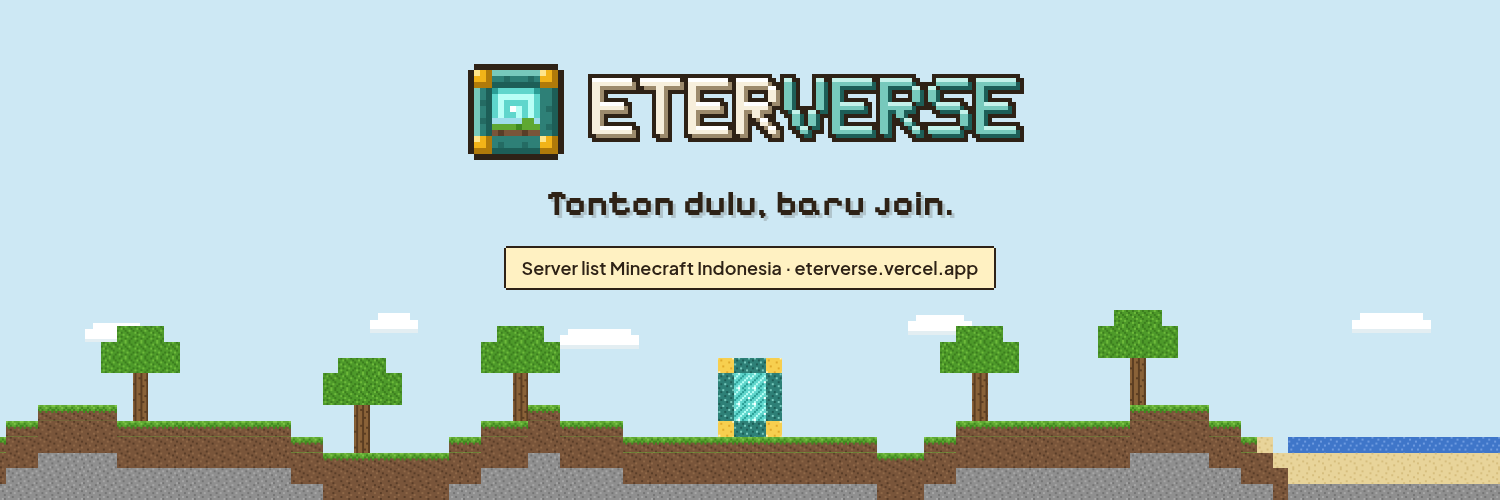 ETERVERSE
Tonton dulu, baru join.
Server list Minecraft Indonesia · eterverse.vercel.app